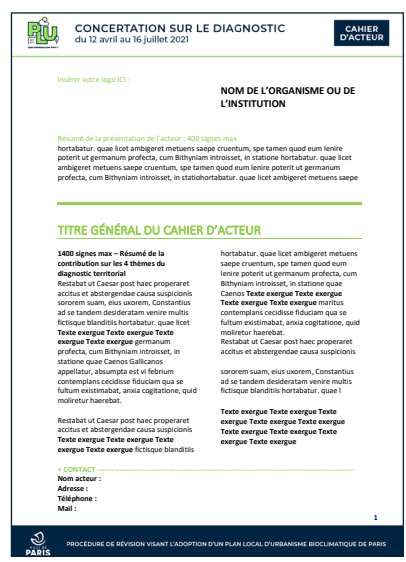 PLU
CONCERTATION SUR LE DIAGNOSTIC
du 12 avril au 16 juillet 2021
CAHIER
D'ACTEUR
Insérer votre logo ICI :
NOM DE L'ORGANISME OU DE
L'INSTITUTION
Résumé de la présentation de l'acteur : 400 signes max
hortabatur. quae licet ambigeret metuens saepe cruentum, spe tamen quod eum lenire
poterit ut germanum profecta, cum Bithyniam introisset, in statione hortabatur. quae licet
ambigeret metuens saepe cruentum, spe tamen quod eum lenire poterit ut germanum
profecta, cum Bithyniam introisset, in statiohortabatur. quae licet ambigeret metuens saepe
TITRE GÉNÉRAL DU CAHIER D'ACTEUR
1400 signes max – Résumé de la
contribution sur les 4 thèmes du
diagnostic territorial
Restabat ut Caesar post haec properaret
accitus et abstergendae causa suspicionis
sororem suam, eius uxorem, Constantius
ad se tandem desideratam venire multis
fictisque blanditiis hortabatur. quae licet
Texte exergue Texte exergue Texte
exergue Texte exergue germanum
profecta, cum Bithyniam introisset, in
statione quae Caenos Gallicanos
appellatur, absumpta est vi febrium
contemplans cecidisse fiduciam qua se
fultum existimabat, anxia cogitatione, quid
moliretur haerebat.
Restabat ut Caesar post haec properaret
accitus et abstergendae causa suspicionis
Texte exergue Texte exergue Texte
exergue Texte exergue fictisque blanditiis
hortabatur. quae licet ambigeret metuens
saepe cruentum, spe tamen quod eum
lenire poterit ut germanum profecta, cum
Bithyniam introisset, in statione quae
Caenos Texte exergue Texte exergue
Texte exergue Texte exergue maritus
contemplans cecidisse fiduciam qua se
fultum existimabat, anxia cogitatione, quid
moliretur haerebat.
Restabat ut Caesar post haec properaret
accitus et abstergendae causa suspicionis
sororem suam, eius uxorem, Constantius
ad se tandem desideratam venire multis
fictisque blanditiis hortabatur. quae l
Texte exergue Texte exergue Texte
exergue Texte exergue Texte exergue
Texte exergue Texte exergue Texte
exergue Texte exergue
+ CONTACT
Nom acteur :
Adresse :
Téléphone :
Mail :
1
VILLE DE
PARIS
PROCÉDURE DE RÉVISION VISANT L'ADOPTION D'UN PLAN LOCAL D'URBANISME BIOCLIMATIQUE DE PARIS